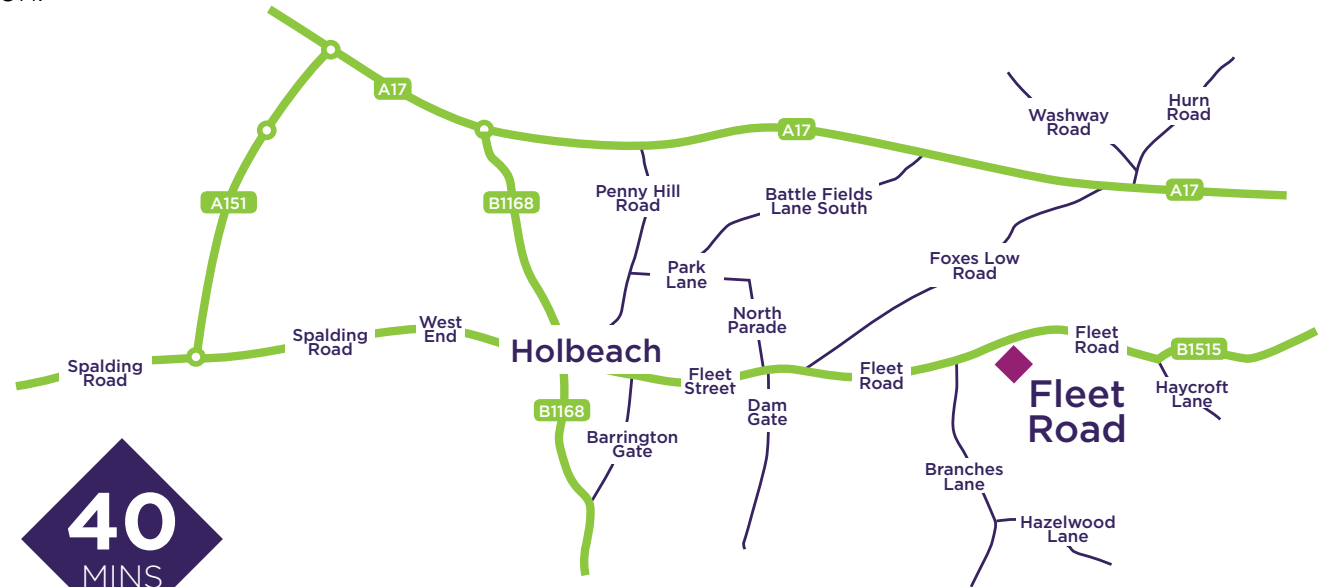 A17
Washway
Road
Hurn
Road
A17
A151
B1168
Penny Hill
Road
Battle Fields
Lane South
A17
Park
Lane
Foxes Low
Road
North
Parade
Spalding
Road
West
End
Spalding
Road
Holbeach
Fleet
Street
Fleet
Road
Fleet
Road
B1515
Haycroft
Lane
Fleet
Road
B1168
Dam
Gate
Barrington
Gate
Branches
Lane
Hazelwood
Lane
40
MINS